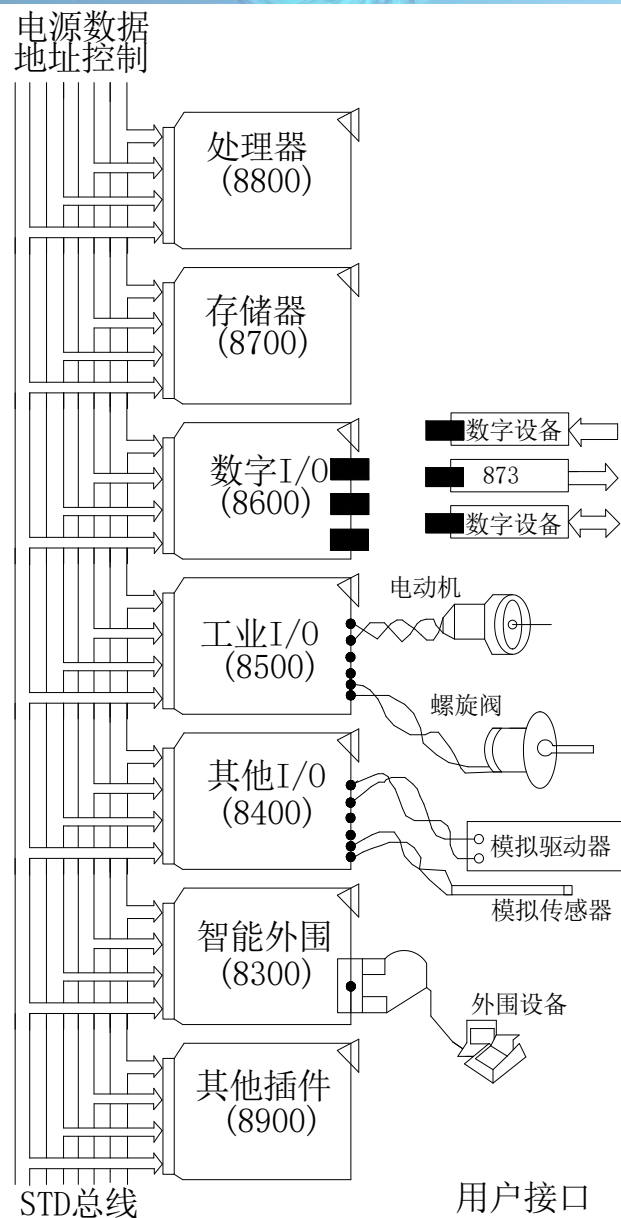 电源数据
地址控制
处理器
(8800)
存储器
(8700)
数字I/O
(8600)
数字设备
873
数字设备
工业I/O
(8500)
电动机
螺旋阀
其他I/O
(8400)
模拟驱动器
模拟传感器
智能外围
(8300)
外围设备
其他插件
(8900)
STD总线
用户接口